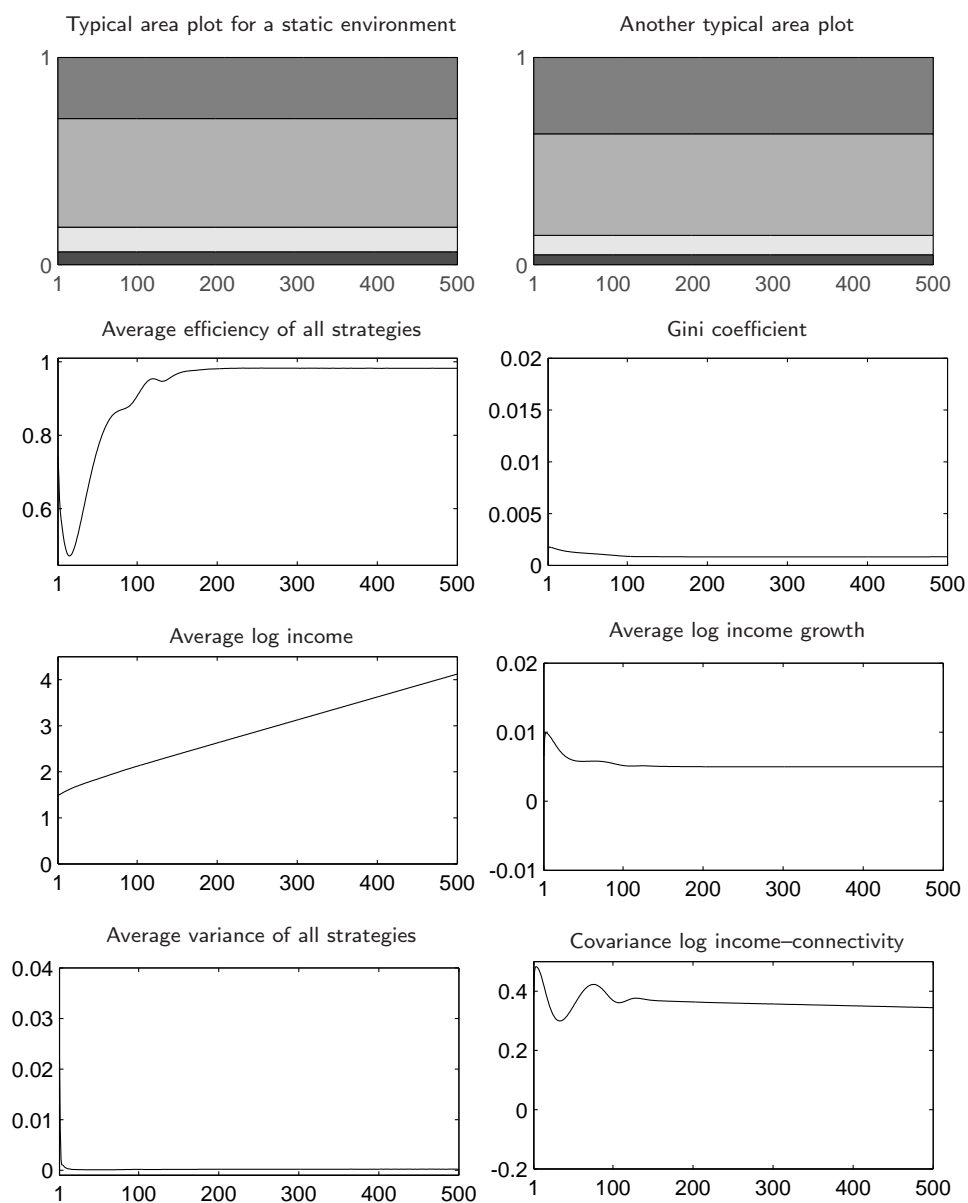 Typical area plot for a static environment
1
0
1 100 200 300 400 500
Another typical area plot
1
0
1 100 200 300 400 500
Average efficiency of all strategies
1
0.8
0.6
1 100 200 300 400 500
Gini coefficient
0.02
0.015
0.01
0.005
0
1 100 200 300 400 500
Average log income
4
3
2
1
0
1 100 200 300 400 500
Average log income growth
0.02
0.01
0
-0.01
1 100 200 300 400 500
Average variance of all strategies
0.04
0.03
0.02
0.01
0
1 100 200 300 400 500
Covariance log income–connectivity
0.4
0.2
0
-0.2
1 100 200 300 400 500